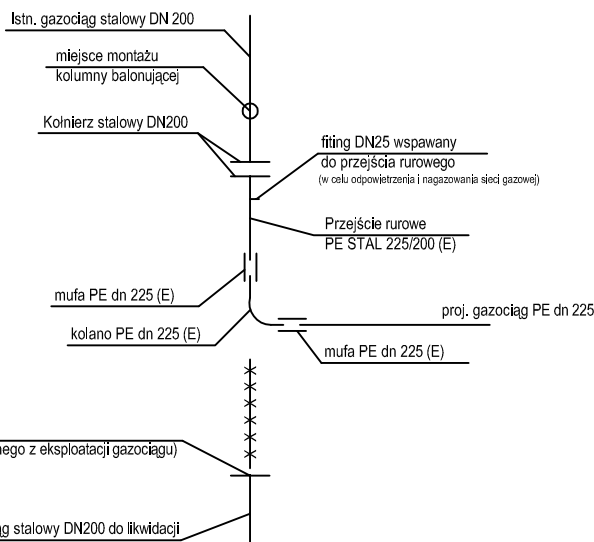 Istn. gazociąg stalowy DN 200
miejsce montażu
kolumny balonującej
Kołnierz stalowy DN200
fiting DN25 wspawany
do przejścia rurowego
(w celu odpowietrzenia i nagazowania sieci gazowej)
Przejście rurowe
PE STAL 225/200 (E)
mufa PE dn 225 (E)
proj. gazociąg PE dn 225
kolano PE dn 225 (E)
mufa PE dn 225 (E)
nego z eksploatacji gazociągu)
ąg stalowy DN200 do likwidacji